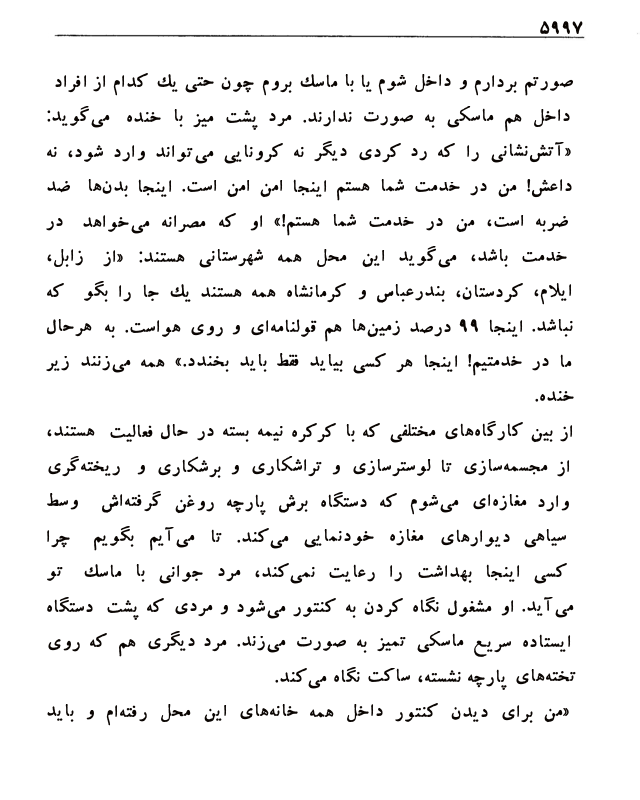 ۵۹۹۷
صورتم بردارم و داخل شوم یا با ماسك بروم چون حتی یك کدام از افراد
داخل هم ماسکی به صورت ندارند. مرد پشت میز با خنده می‌گوید:
«آتش‌نشانی را که رد کردی دیگر نه کرونایی می‌تواند وارد شود، نه
داعش! من در خدمت شما هستم اینجا امن امن است. اینجا بدن‌ها ضد
ضربه است، من در خدمت شما هستم!» او که مصرانه می‌خواهد در
خدمت باشد، می‌گوید این محل همه شهرستانی هستند: «از زابل،
ایلام، کردستان، بندرعباس و کرمانشاه همه هستند یك جا را بگو که
نباشد. اینجا ۹۹ درصد زمین‌ها هم قولنامه‌ای و روی هواست. به هرحال
ما در خدمتیم! اینجا هر کسی بیاید فقط باید بخندد.» همه می‌زنند زیر
خنده.
از بین کارگاه‌های مختلفی که با کرکره نیمه بسته در حال فعالیت هستند،
از مجسمه‌سازی تا لوسترسازی و تراشکاری و برشکاری و ریخته‌گری
وارد مغازه‌ای می‌شوم که دستگاه برش پارچه روغن گرفته‌اش وسط
سیاهی دیوارهای مغازه خودنمایی می‌کند. تا می‌آیم بگویم چرا
کسی اینجا بهداشت را رعایت نمی‌کند، مرد جوانی با ماسك تو
می‌آید. او مشغول نگاه کردن به کنتور می‌شود و مردی که پشت دستگاه
ایستاده سریع ماسکی تمیز به صورت می‌زند. مرد دیگری هم که روی
تخته‌های پارچه نشسته، ساکت نگاه می‌کند.
«من برای دیدن کنتور داخل همه خانه‌های این محل رفته‌ام و باید